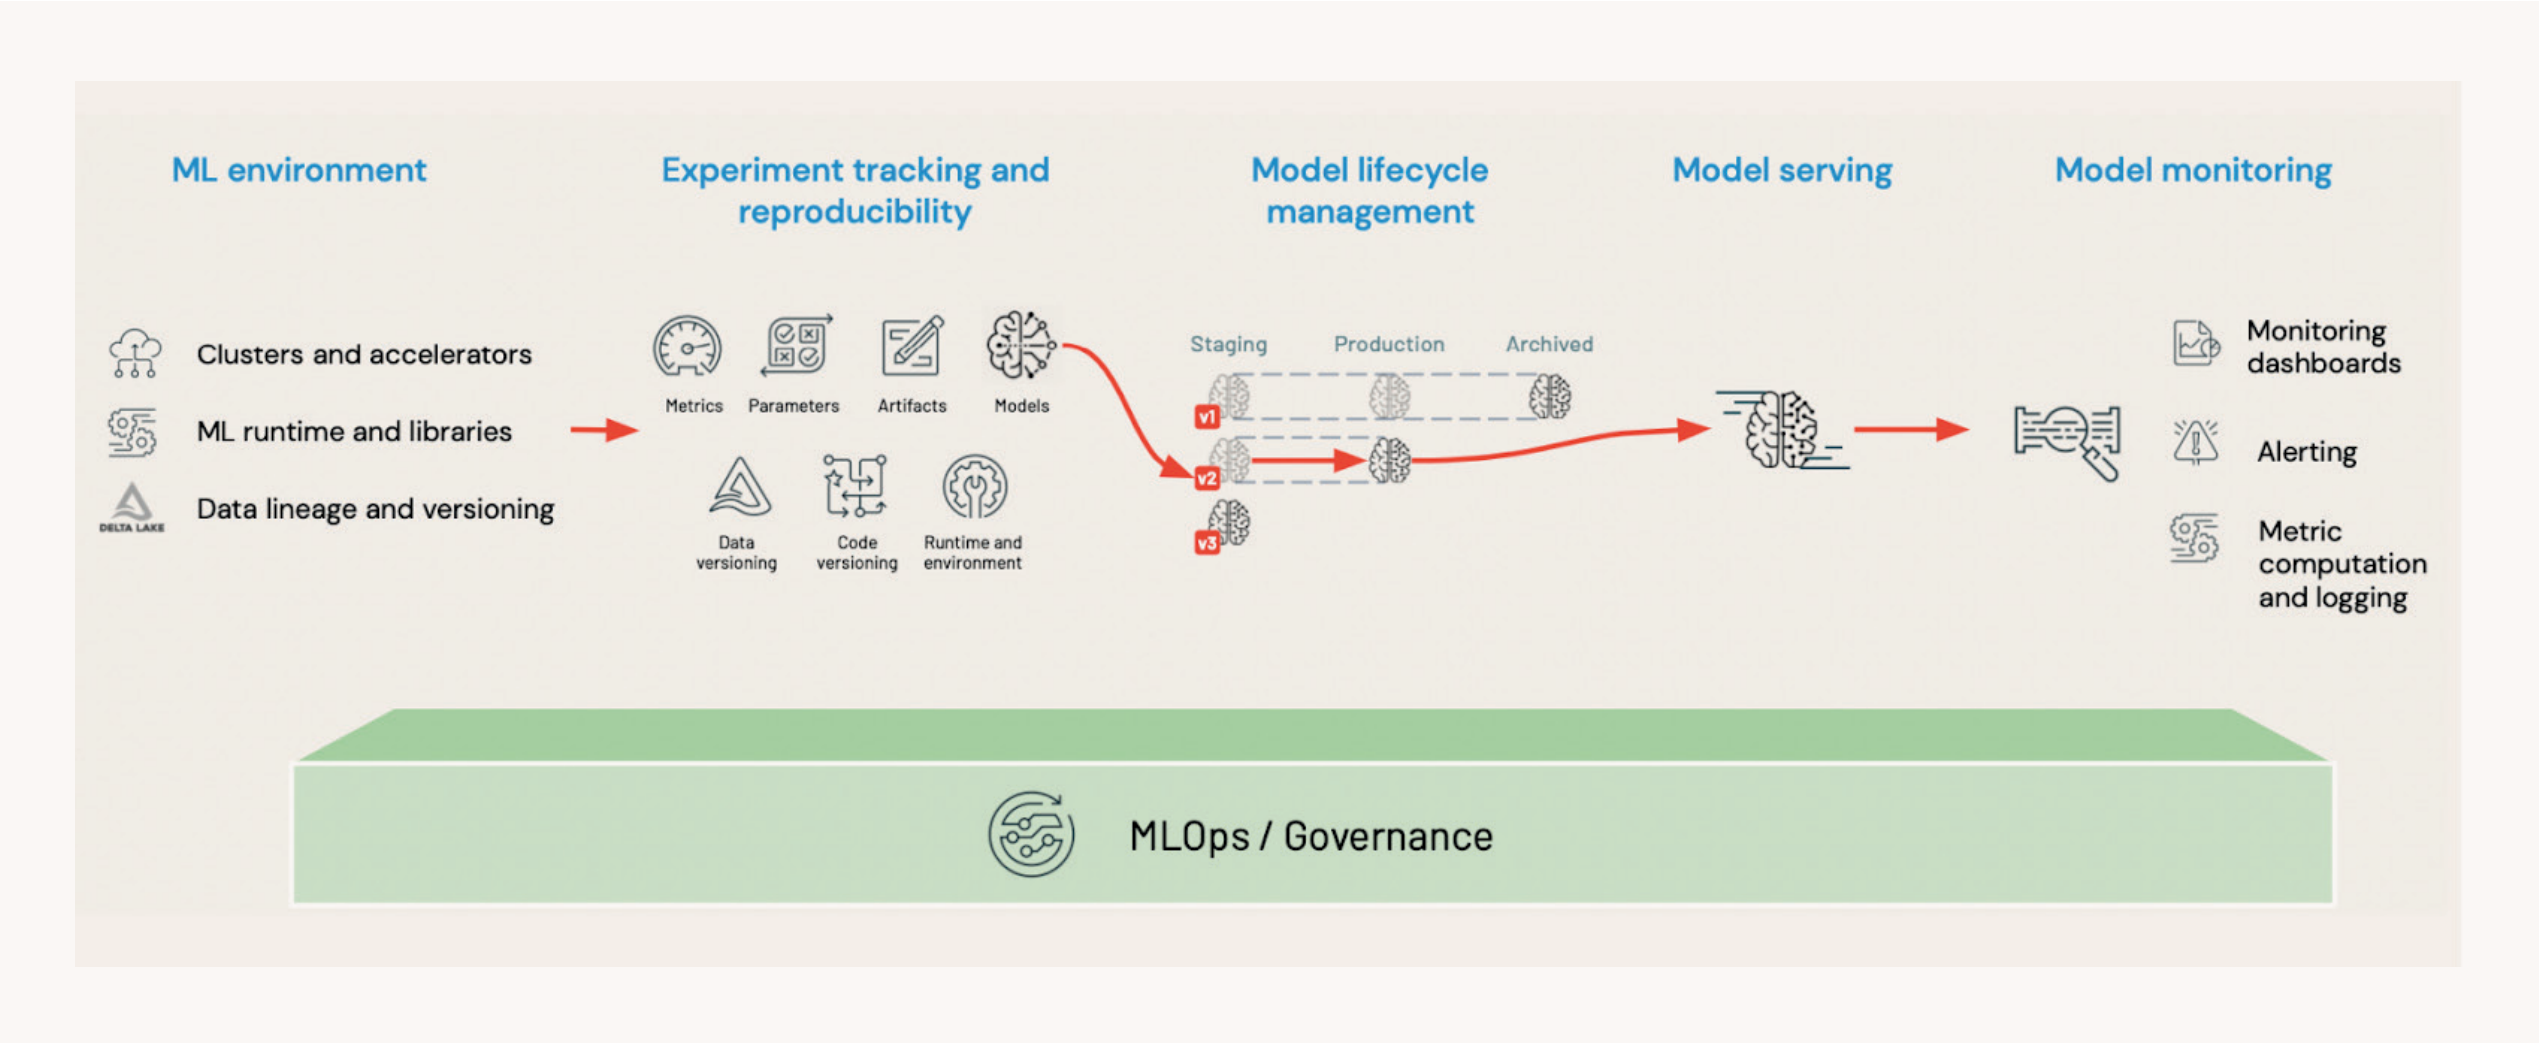 ML environment
Experiment tracking and
reproducibility
Model lifecycle
management
Model serving
Model monitoring
Clusters and accelerators
ML runtime and libraries
DELTA LAKE
Data lineage and versioning
Metrics
Parameters
Artifacts
Models
Data
versioning
Code
versioning
Runtime and
environment
Staging
Production
Archived
v1
v2
v3
Monitoring
dashboards
Alerting
Metric
computation
and logging
MLOps / Governance